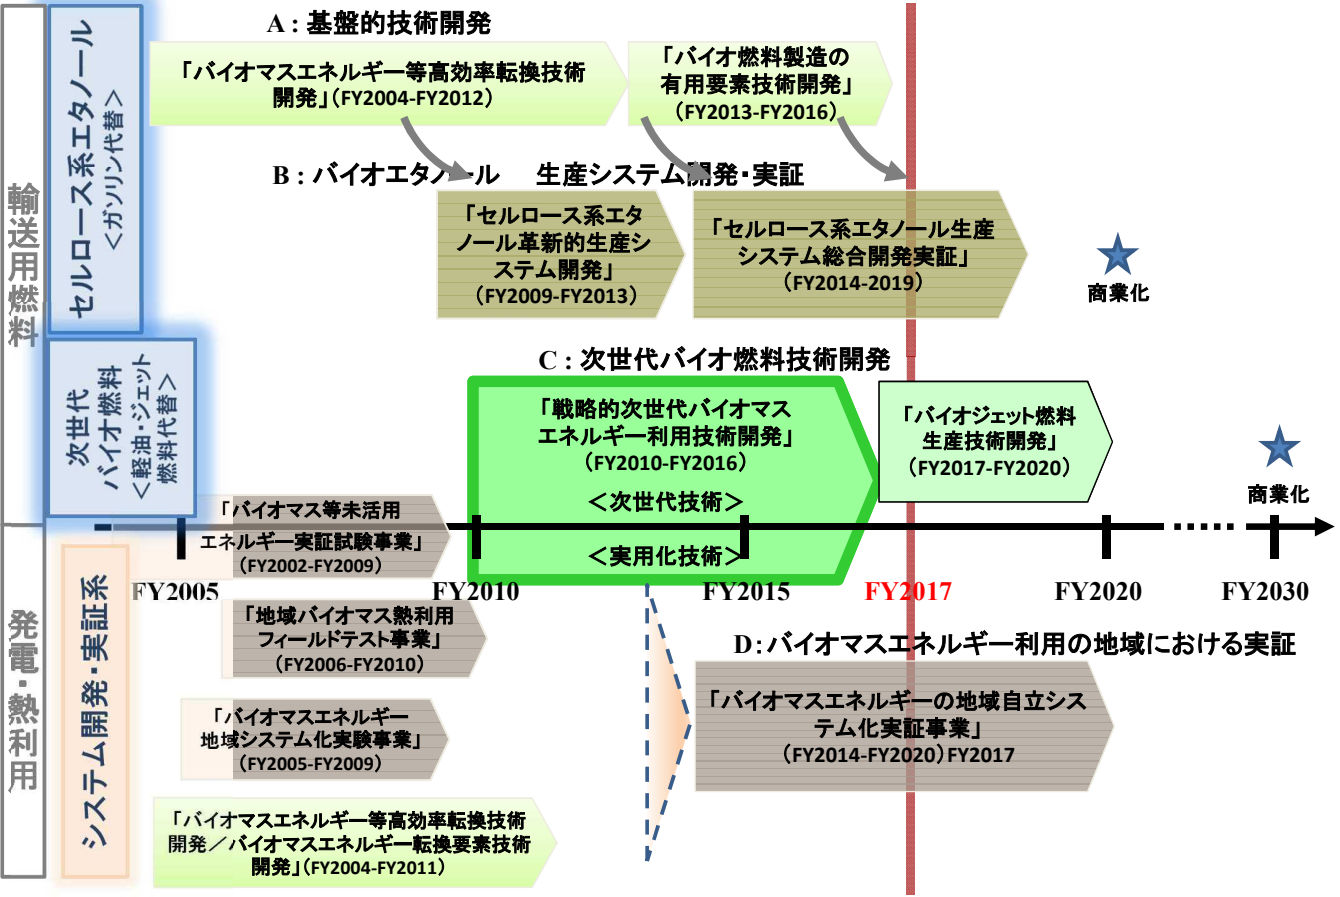 輸送用燃料
セルロース系エタノール
＜ガソリン代替＞
A : 基盤的技術開発
「バイオマスエネルギー等高効率転換技術
開発」（FY2004-FY2012）
「バイオ燃料製造の
有用要素技術開発」
（FY2013-FY2016）
B : バイオエタノール　生産システム開発・実証
「セルロース系エタ
ノール革新的生産シ
ステム開発」
（FY2009-FY2013）
「セルロース系エタノール生産
システム総合開発実証」
（FY2014-2019）
商業化
次世代
バイオ燃料
＜軽油・ジェット
燃料代替＞
C : 次世代バイオ燃料技術開発
「戦略的次世代バイオマス
エネルギー利用技術開発」
（FY2010-FY2016）
＜次世代技術＞
＜実用化技術＞
「バイオジェット燃料
生産技術開発」
（FY2017-FY2020）
商業化
「バイオマス等未活用
エネルギー実証試験事業」
（FY2002-FY2009）
FY2005
FY2010
FY2015
FY2017
FY2020
FY2030
発電・熱利用
システム開発・実証系
「地域バイオマス熱利用
フィールドテスト事業」
（FY2006-FY2010）
D：バイオマスエネルギー利用の地域における実証
「バイオマスエネルギーの地域自立シス
テム化実証事業」
（FY2014-FY2020）FY2017
「バイオマスエネルギー
地域システム化実験事業」
（FY2005-FY2009）
「バイオマスエネルギー等高効率転換技術
開発／バイオマスエネルギー転換要素技術
開発」（FY2004-FY2011）